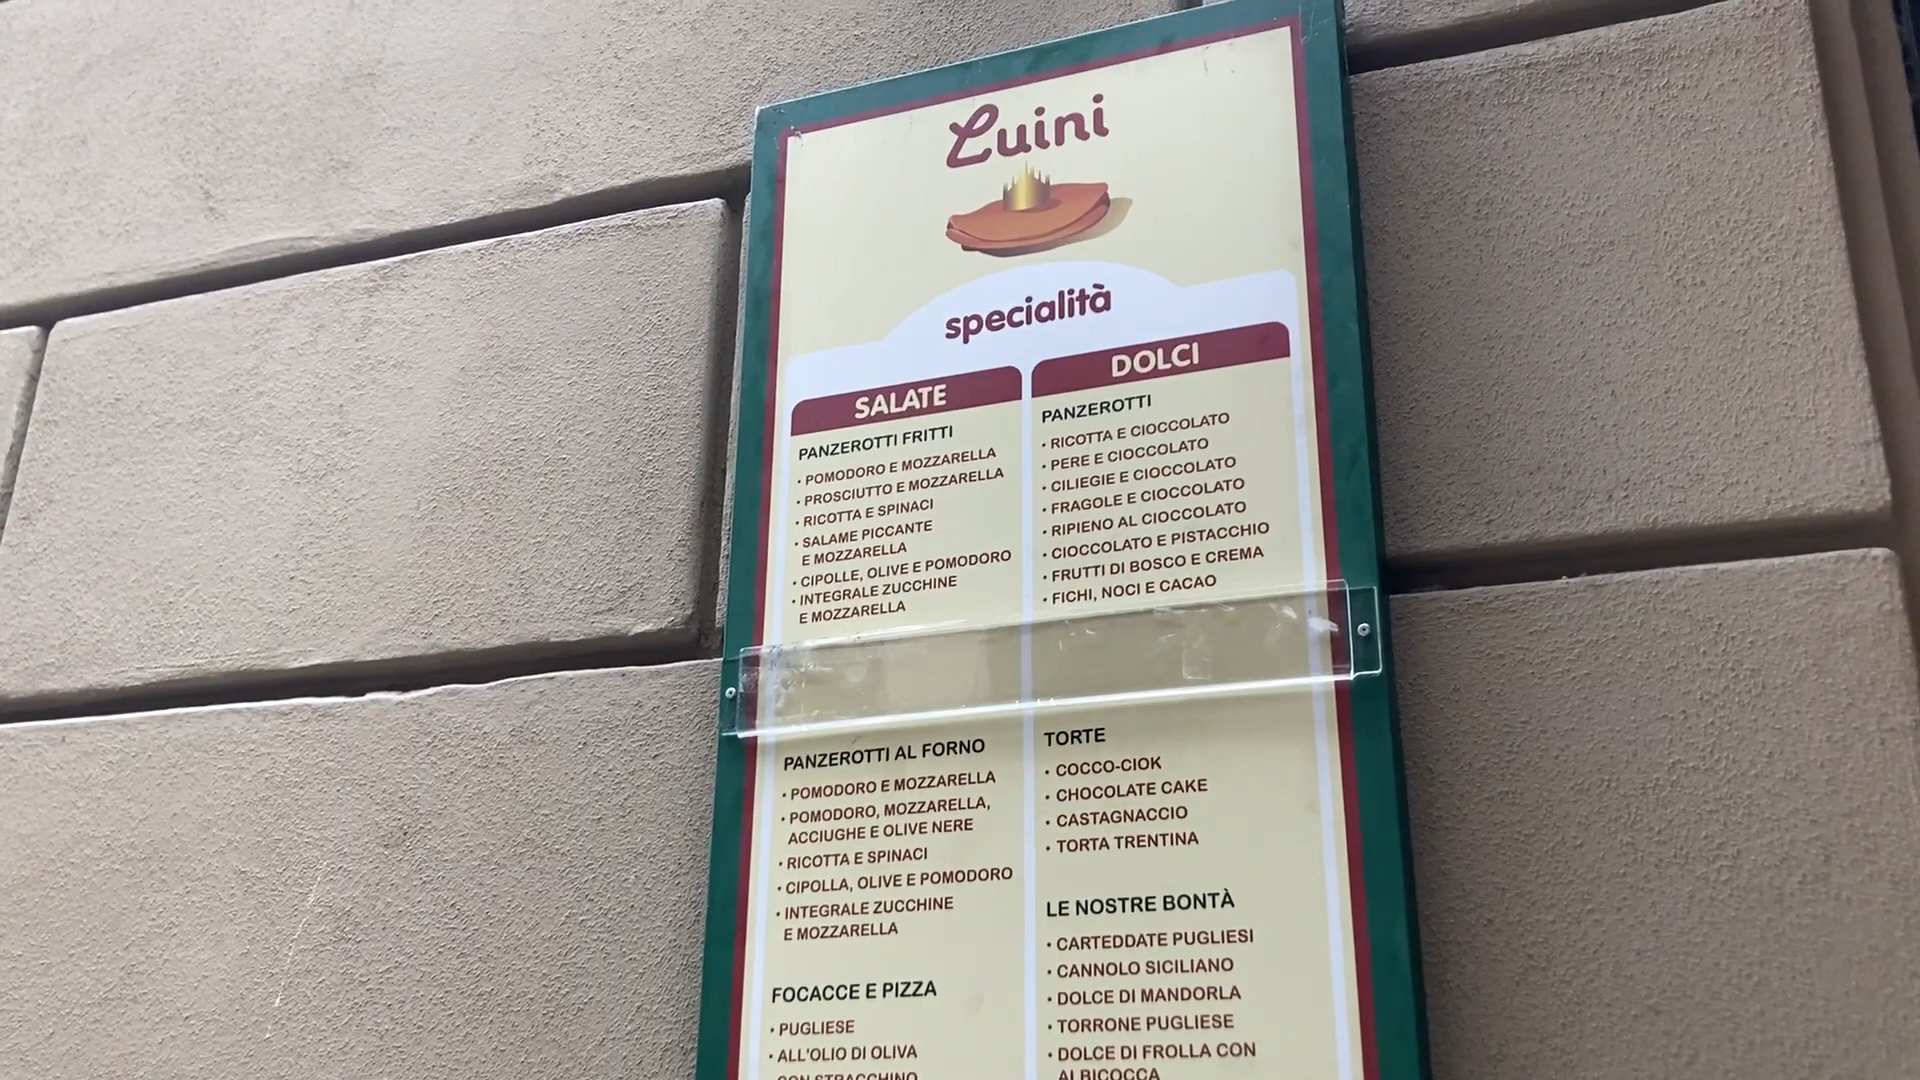 Luini
specialità
SALATE
PANZEROTTI FRITTI
• POMODORO E MOZZARELLA
• PROSCIUTTO E MOZZARELLA
• RICOTTA E SPINACI
• SALAME PICCANTE
E MOZZARELLA
• CIPOLLE, OLIVE E POMODORO
• INTEGRALE ZUCCHINE
E MOZZARELLA
PANZEROTTI AL FORNO
• POMODORO E MOZZARELLA
• POMODORO, MOZZARELLA,
ACCIUGHE E OLIVE NERE
• RICOTTA E SPINACI
• CIPOLLA, OLIVE E POMODORO
• INTEGRALE ZUCCHINE
E MOZZARELLA
FOCACCE E PIZZA
• PUGLIESE
• ALL'OLIO DI OLIVA
CON STRACCHINO
DOLCI
PANZEROTTI
• RICOTTA E CIOCCOLATO
• PERE E CIOCCOLATO
• CILIEGIE E CIOCCOLATO
• FRAGOLE E CIOCCOLATO
• RIPIENO AL CIOCCOLATO
• CIOCCOLATO E PISTACCHIO
• FRUTTI DI BOSCO E CREMA
• FICHI, NOCI E CACAO
TORTE
• COCCO-CIOK
• CHOCOLATE CAKE
• CASTAGNACCIO
• TORTA TRENTINA
LE NOSTRE BONTÀ
• CARTEDDATE PUGLIESI
• CANNOLO SICILIANO
• DOLCE DI MANDORLA
• TORRONE PUGLIESE
• DOLCE DI FROLLA CON
ALBICOCCA